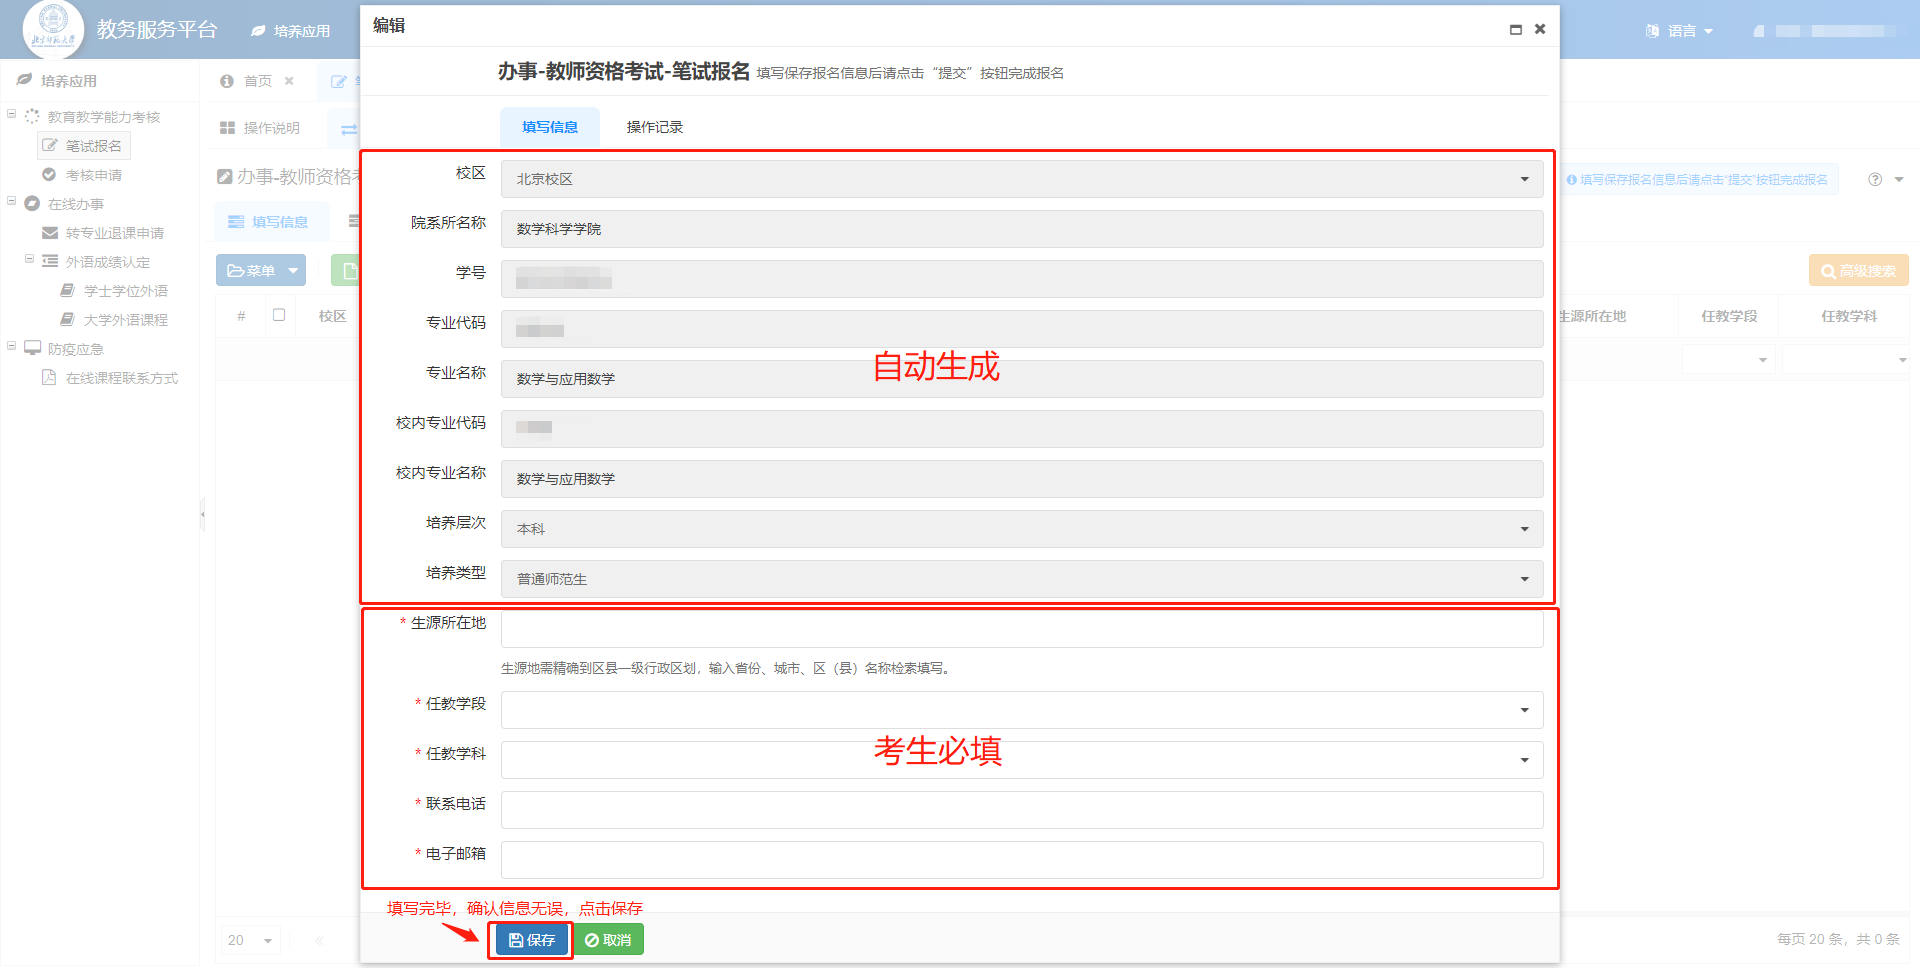 教务服务平台
培养应用
语言
编辑
培养应用
首页
办事-教师资格考试-笔试报名 填写保存报名信息后请点击“提交”按钮完成报名
教育教学能力考核
笔试报名
考核申请
在线办事
转专业退课申请
外语成绩认定
学士学位外语
大学外语课程
防疫应急
在线课程联系方式
操作说明
办事-教师资格考
填写信息
菜单
# 校区
填写信息 操作记录
校区 北京校区
院系所名称 数学科学学院
学号
专业代码
专业名称 数学与应用数学
校内专业代码
校内专业名称 数学与应用数学
培养层次 本科
培养类型 普通师范生
自动生成
* 生源所在地
生源地需精确到区县一级行政区划，输入省份、城市、区（县）名称检索填写。
* 任教学段
* 任教学科
* 联系电话
* 电子邮箱
考生必填
填写完毕，确认信息无误，点击保存
保存 取消
填写保存报名信息后请点击“提交”按钮完成报名
高级搜索
生源所在地 任教学段 任教学科
20 «
每页 20 条，共 0 条